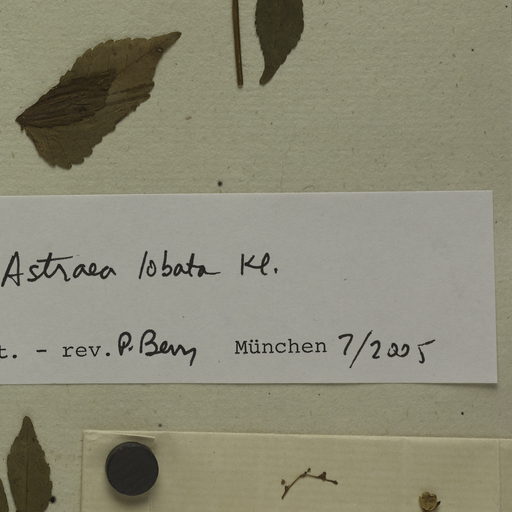 Astraea lobata Kl.
t. - rev. P. Berry München 7/2005